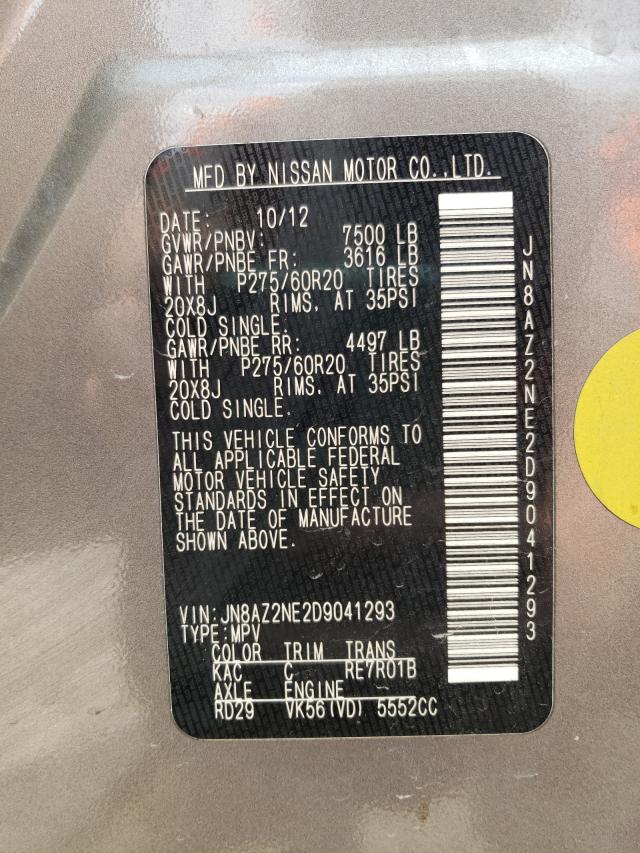 MFD BY NISSAN MOTOR CO.,LTD.
DATE: 10/12
GVWR/PNBV: 7500 LB
GAWR/PNBE FR: 3616 LB
WITH P275/60R20 TIRES
20X8J RIMS, AT 35PSI
COLD SINGLE.
GAWR/PNBE RR: 4497 LB
WITH P275/60R20 TIRES
20X8J RIMS, AT 35PSI
COLD SINGLE.
THIS VEHICLE CONFORMS TO
ALL APPLICABLE FEDERAL
MOTOR VEHICLE SAFETY
STANDARDS IN EFFECT ON
THE DATE OF MANUFACTURE
SHOWN ABOVE.
VIN:JN8AZ2NE2D9041293
TYPE:MPV
COLOR TRIM TRANS
KAC C RE7R01B
AXLE ENGINE
RD29 VK56(VD) 5552CC
JN8AZ2NE2D9041293